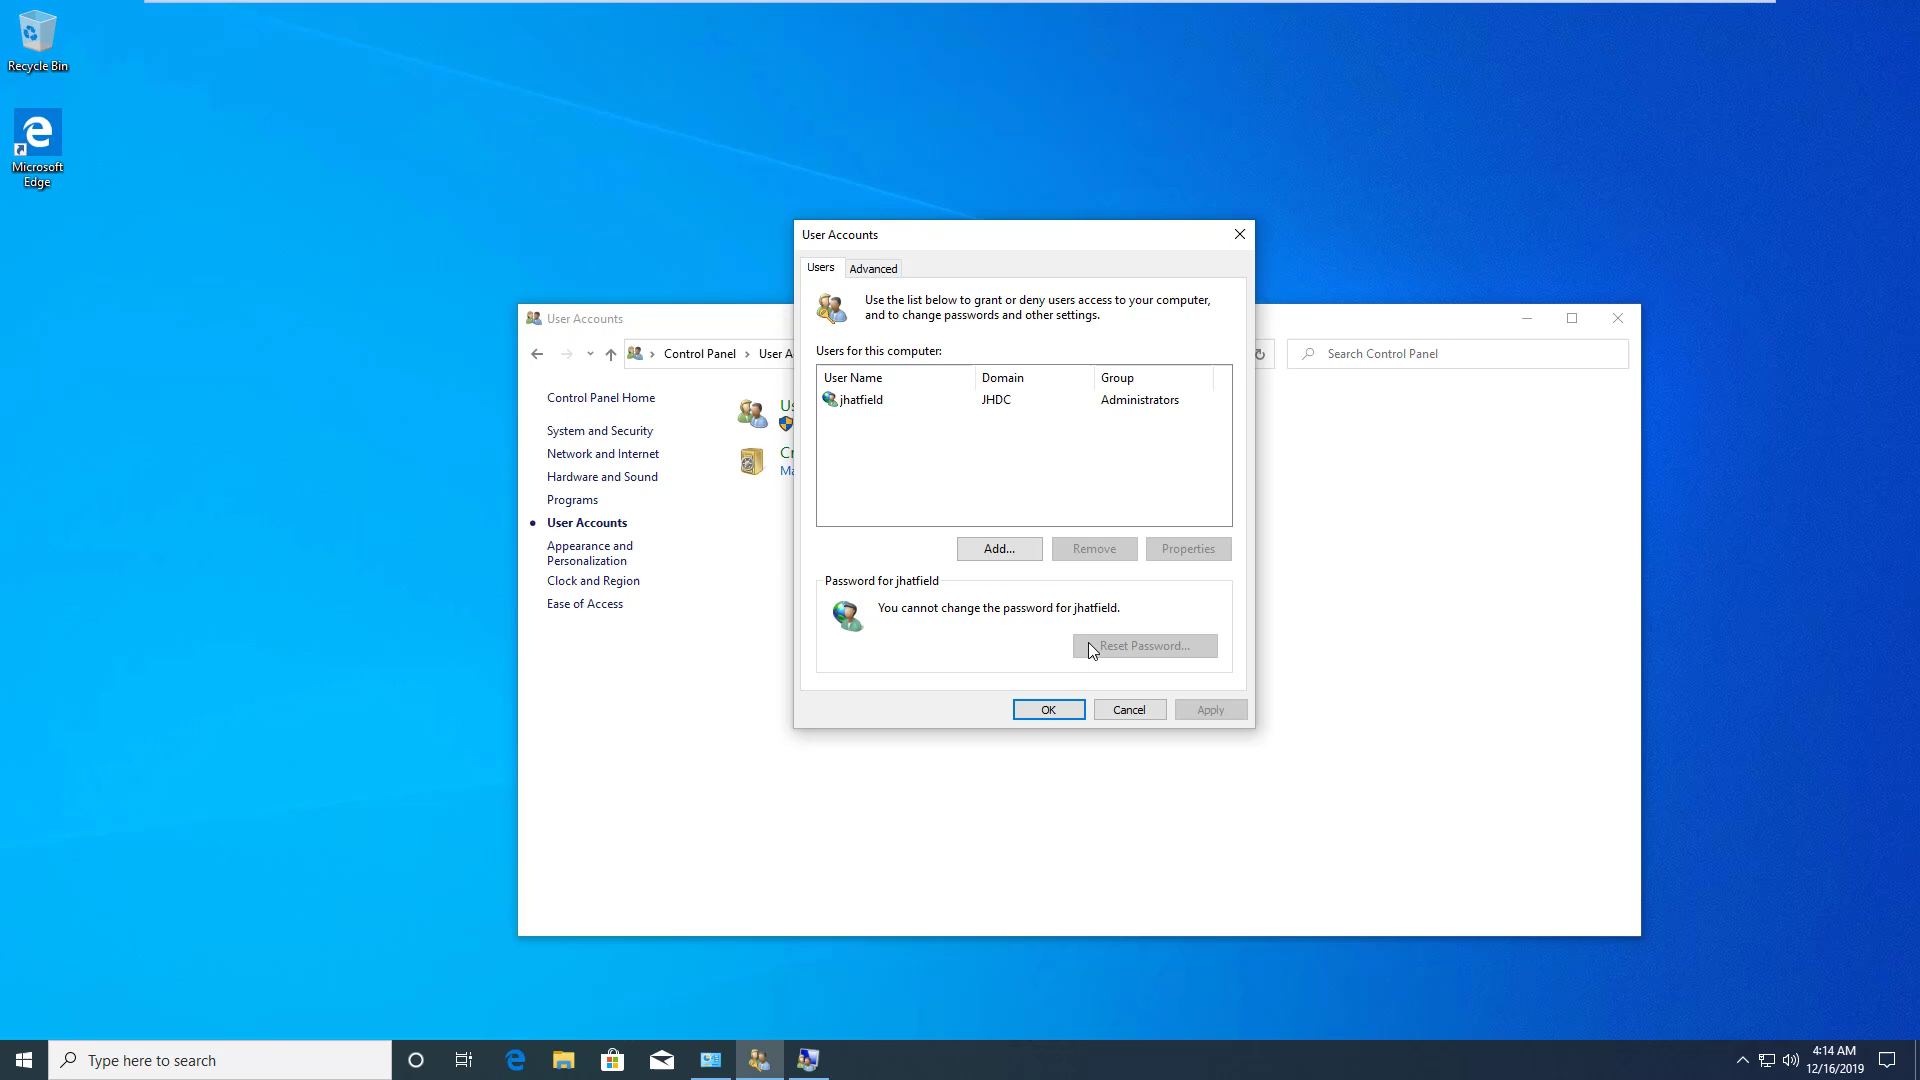 Recycle Bin
Microsoft
Edge
User Accounts
Users
Advanced
Use the list below to grant or deny users access to your computer,
and to change passwords and other settings.
Users for this computer:
User Name Domain Group
jhatfield JHDC Administrators
Add...
Remove
Properties
Password for jhatfield
You cannot change the password for jhatfield.
Reset Password...
OK
Cancel
Apply
User Accounts
Control Panel
User A
Search Control Panel
Control Panel Home
System and Security
Network and Internet
Hardware and Sound
Programs
User Accounts
Appearance and
Personalization
Clock and Region
Ease of Access
Us
Cr
Ma
Type here to search
4:14 AM
12/16/2019